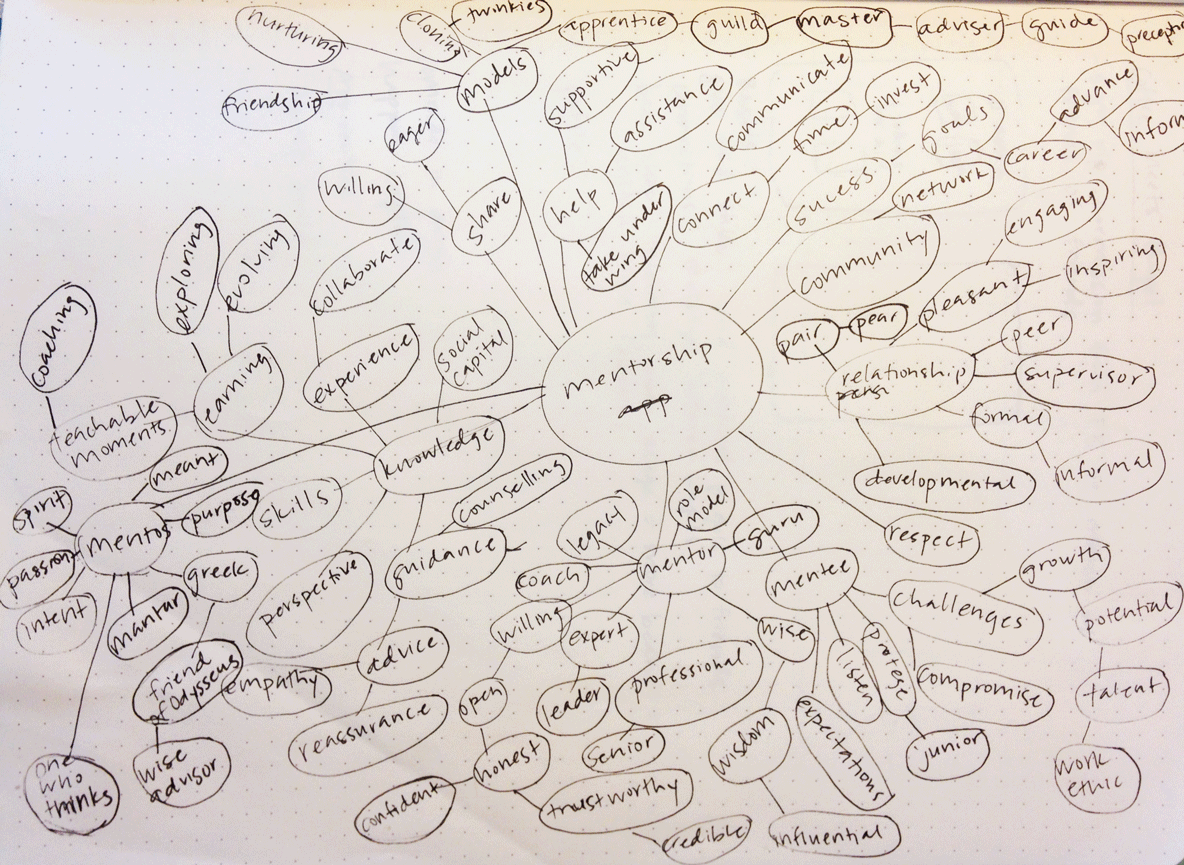 nurturing
cloning
twinkies
apprentice
guild
master
adviser
guide
models
friendship
supportive
assistance
communicate
time
invest
goals
advance
inform
career
eager
willing
share
help
take under
wing
connect
sucess
network
community
engaging
pleasant
inspiring
exploring
evolving
collaborate
social
capital
experience
mentorship
app
pair
pear
peer
relationship
supervisor
formal
informal
developmental
respect
coaching
teachable
moments
learning
knowledge
meant
skills
counselling
guidance
perspective
spirit
mentos
purpose
passion
intent
mantar
greek
friend
of Odysseus
empathy
advice
reassurance
one
who
thinks
wise
advisor
legacy
role
model
guru
mentor
coach
willing
expert
open
leader
professional
senior
honest
confident
trustworthy
credible
wise
wisdom
influential
mentee
listen
protege
expectations
challenges
compromise
junior
growth
potential
talent
work
ethic